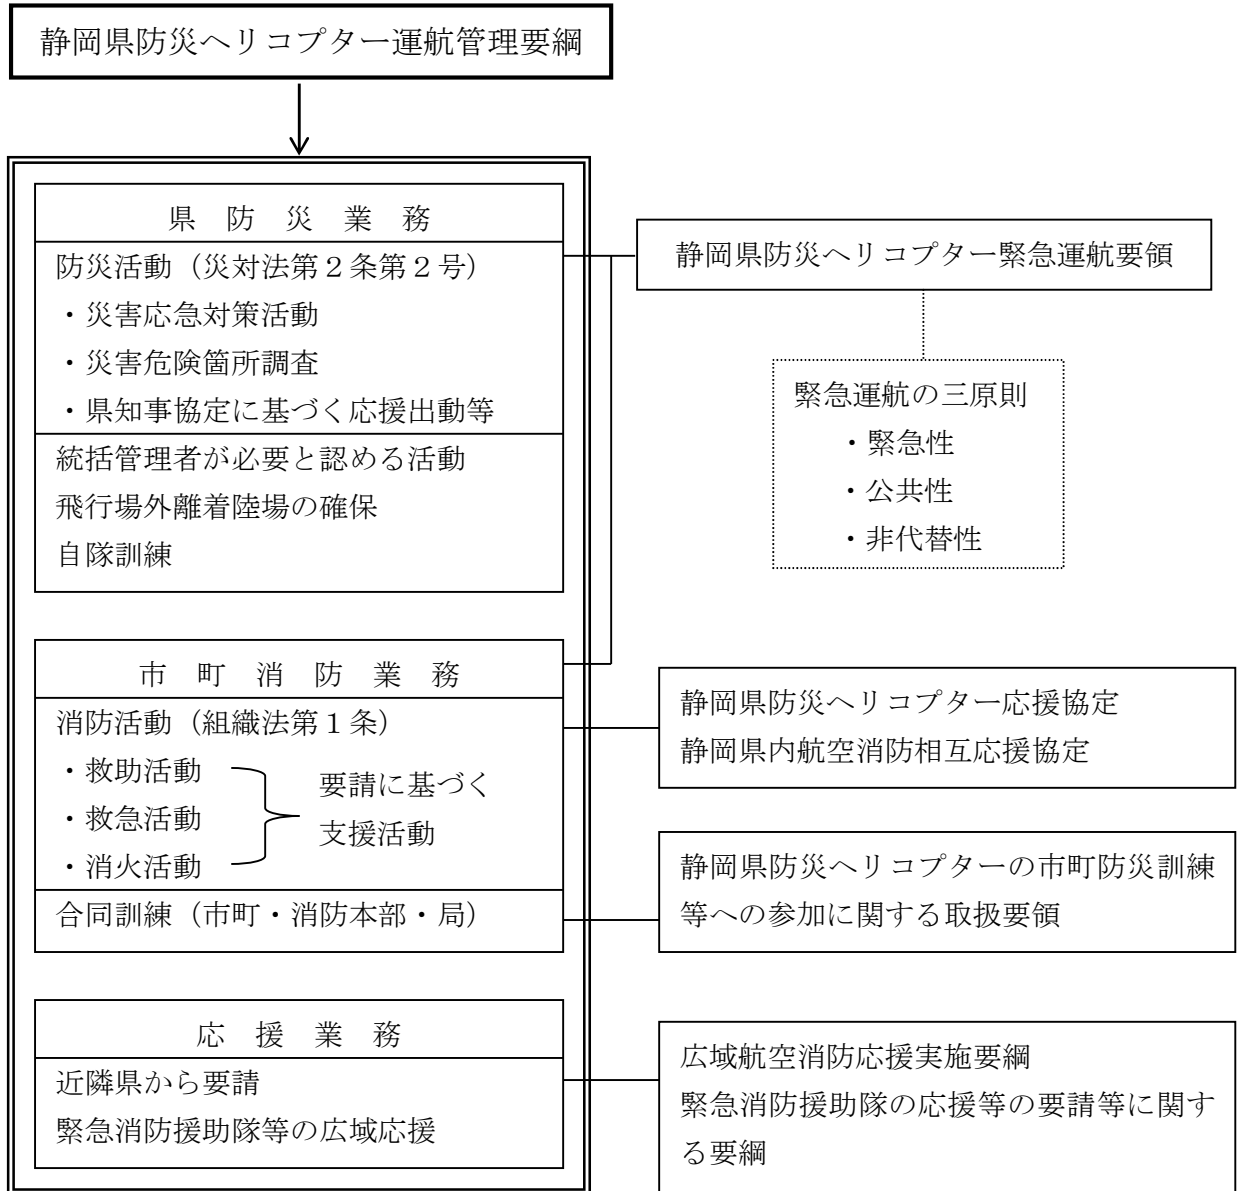 静岡県防災ヘリコプター運航管理要綱
県防災業務
防災活動（災対法第２条第２号）
・災害応急対策活動
・災害危険箇所調査
・県知事協定に基づく応援出動等
統括管理者が必要と認める活動
飛行場外離着陸場の確保
自隊訓練
静岡県防災ヘリコプター緊急運航要領
緊急運航の三原則
・緊急性
・公共性
・非代替性
市町消防業務
消防活動（組織法第１条）
・救助活動
・救急活動
・消火活動
要請に基づく
支援活動
合同訓練（市町・消防本部・局）
静岡県防災ヘリコプター応援協定
静岡県内航空消防相互応援協定
静岡県防災ヘリコプターの市町防災訓練
等への参加に関する取扱要領
応援業務
近隣県から要請
緊急消防援助隊等の広域応援
広域航空消防応援実施要綱
緊急消防援助隊の応援等の要請等に関す
る要綱